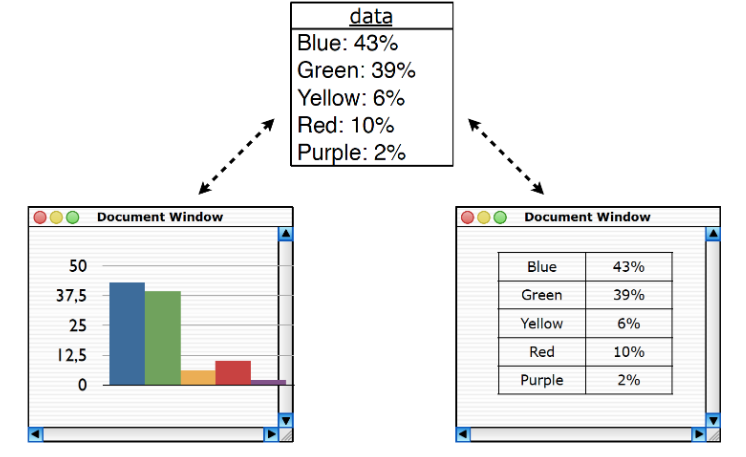 data
Blue: 43%
Green: 39%
Yellow: 6%
Red: 10%
Purple: 2%
Document Window
50
37,5
25
12,5
0
Document Window
Blue 43%
Green 39%
Yellow 6%
Red 10%
Purple 2%